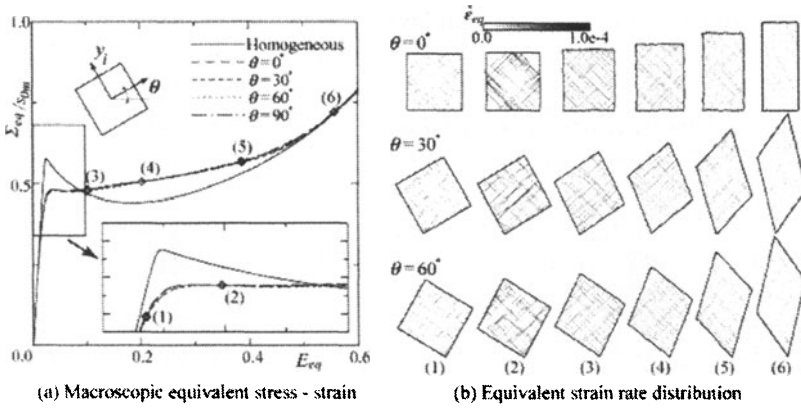 1.0
Σeq/s0m
0.5
0.0
0.2
0.4
0.6
Eeq
yi
θ
Homogeneous
θ=0°
θ=30°
θ=60°
θ=90°
(1)
(2)
(3)
(4)
(5)
(6)
(a) Macroscopic equivalent stress - strain
ε̇eq
0.0 1.0e-4
θ=0°
θ=30°
θ=60°
(1) (2) (3) (4) (5) (6)
(b) Equivalent strain rate distribution